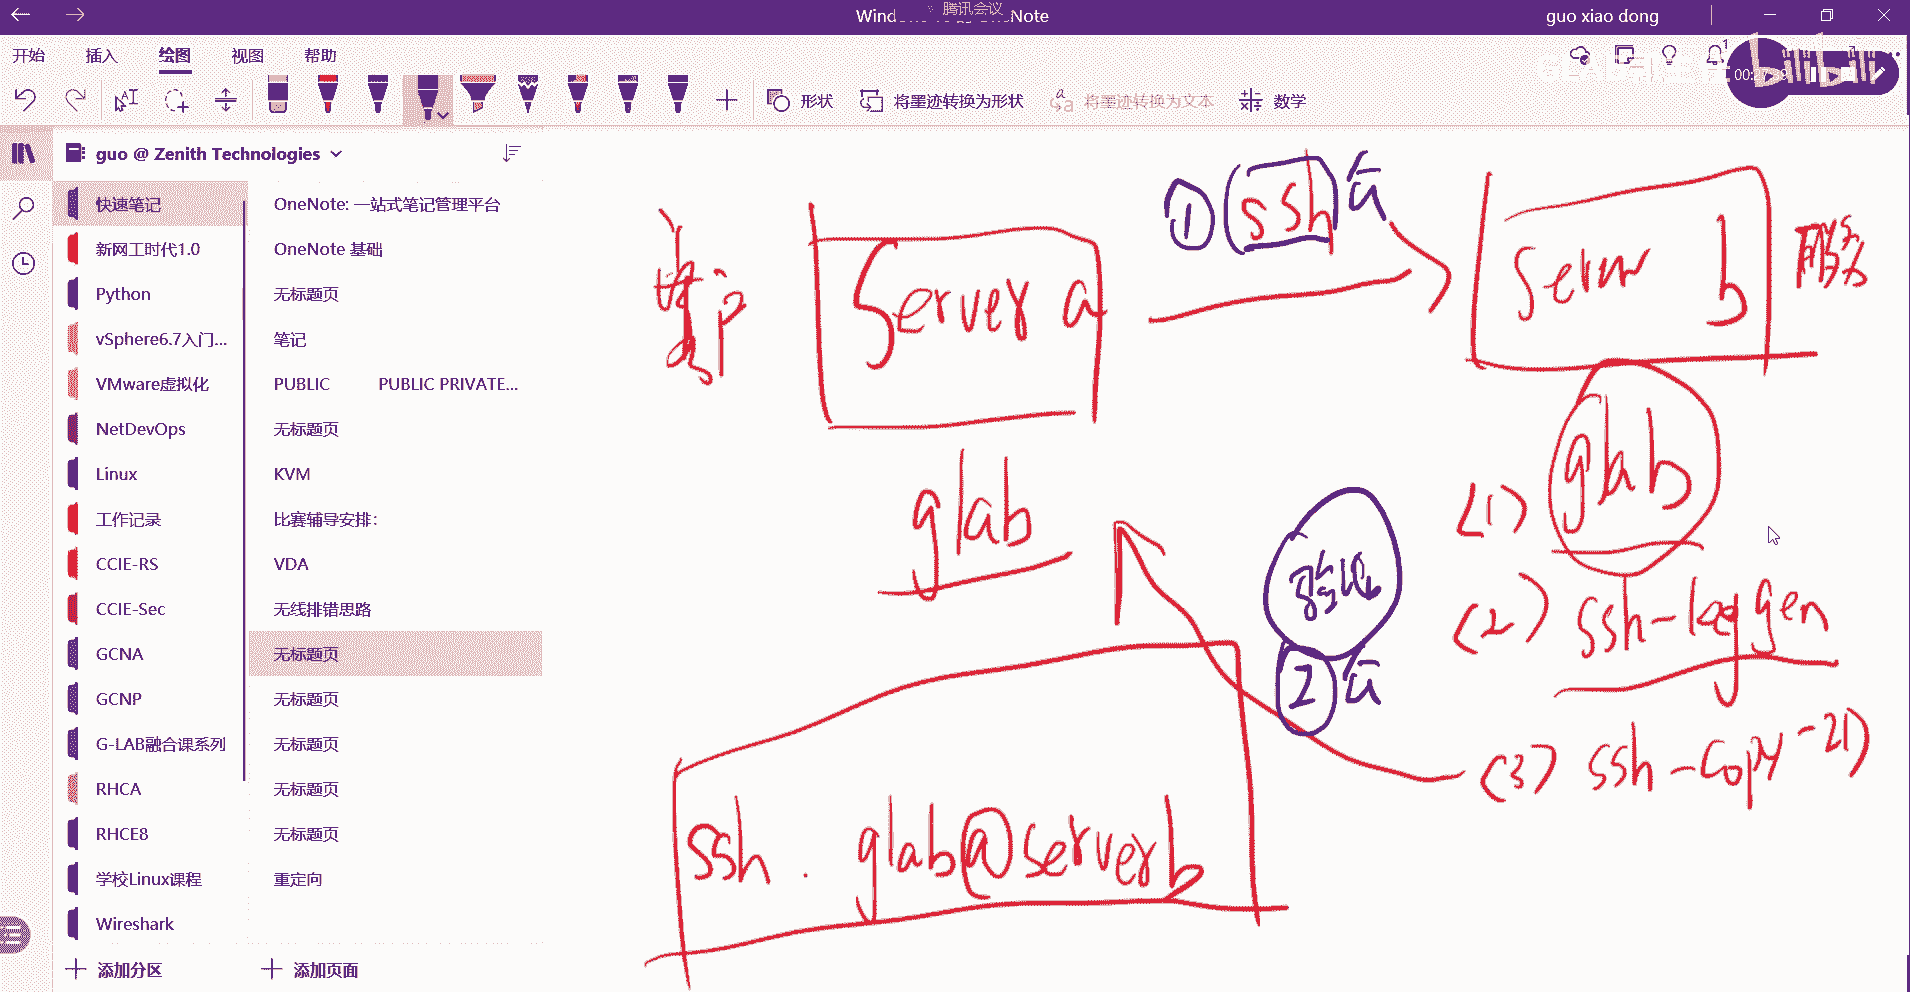 腾讯会议
guo xiao dong
开始 插入 绘图 视图 帮助
形状 将墨迹转换为形状 将墨迹转换为文本 数学
bilibili
guo @ Zenith Technologies
快速笔记
新网工时代1.0
Python
vSphere6.7入门...
VMware虚拟化
NetDevOps
Linux
工作记录
CCIE-RS
CCIE-Sec
GCNA
GCNP
G-LAB融合课系列
RHCA
RHCE8
学校Linux课程
Wireshark
添加分区
OneNote: 一站式笔记管理平台
OneNote 基础
无标题页
笔记
PUBLIC PUBLIC PRIVATE...
无标题页
KVM
比赛辅导安排：
VDA
无线排错思路
无标题页
无标题页
无标题页
无标题页
无标题页
重定向
添加页面
① (ssh)
Server a
b
服务
glab
(1) glab
验证
2
(2) ssh-keygen
(3) ssh-copy-id
ssh . glab@serverb